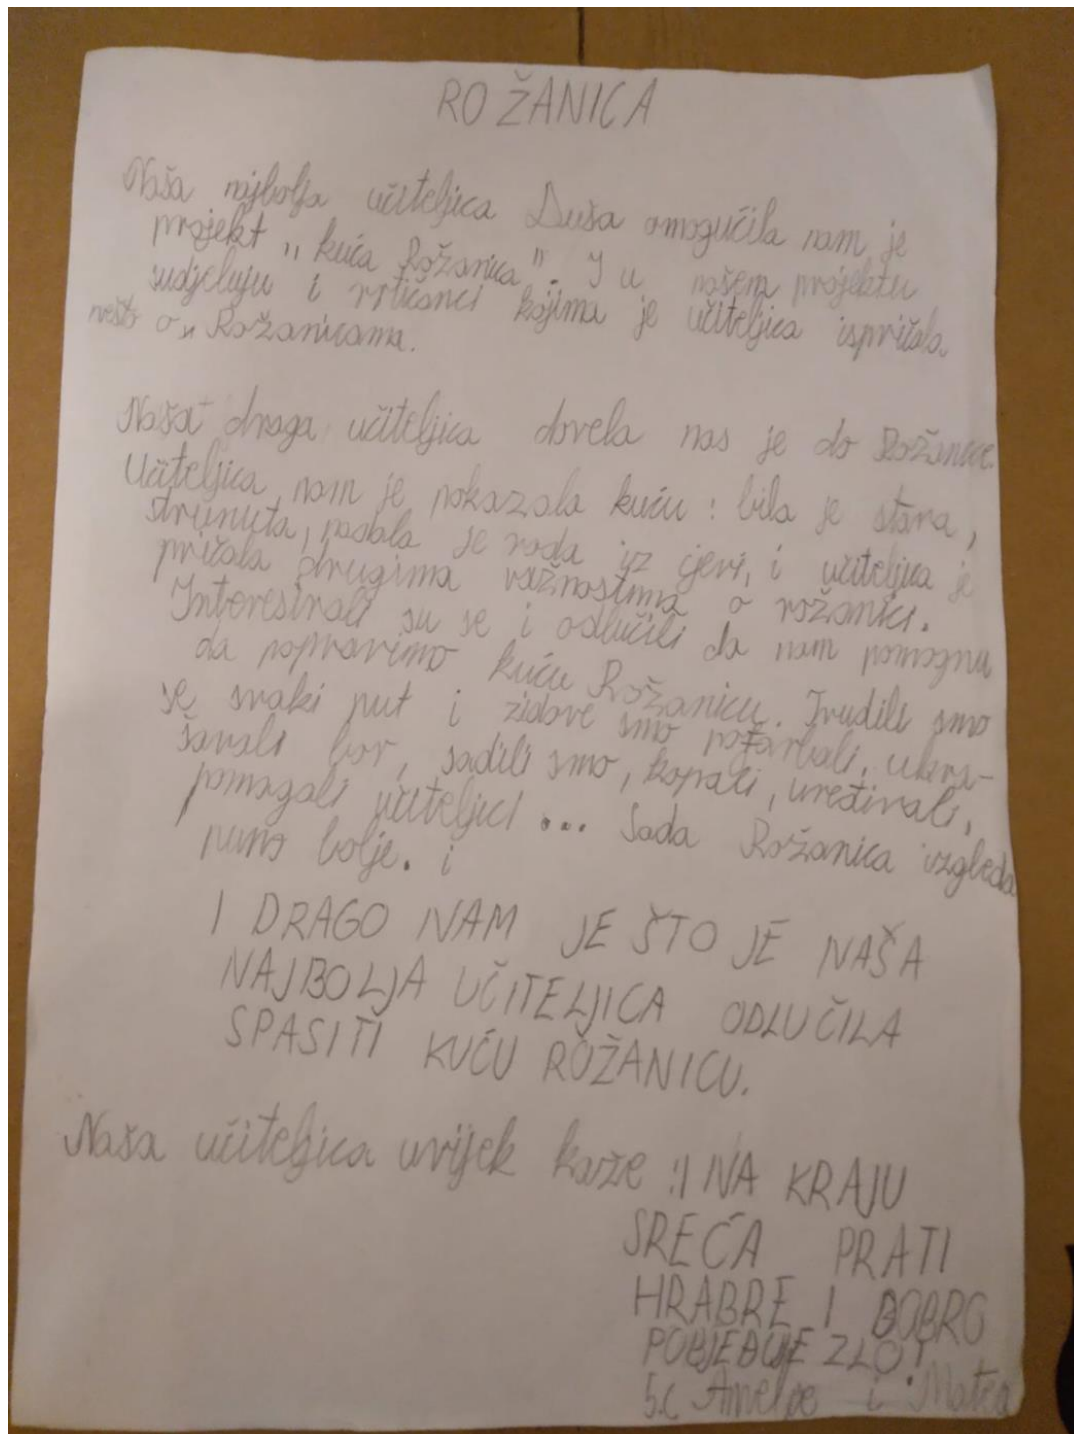 ROŽANICA
Naša najbolja učiteljica Duša omogućila nam je
projekt ,, kuća Rožanica". I u našem projektu
sudjeluju i vrtićanci kojima je učiteljica ispričala
nešto o Rožanicama.
Naša draga učiteljica dovela nas je do Rožanice.
Učiteljica nam je pokazala kuću : bila je stara,
strunuta, padala je voda iz cjevi, i učiteljica je
pričala drugima važnostima o rožanici.
Interesirali su se i odlučili da nam pomognu
da popravimo kuću Rožanicu. Trudili smo
se svaki put i zidove smo pofarbali, ukra-
šavali bor, sadili smo, kopali, uređivali,
pomagali učiteljici ... Sada Rožanica izgleda
puno bolje. i
I DRAGO NAM JE ŠTO JE NAŠA
NAJBOLJA UČITELJICA ODLUČILA
SPASITI KUĆU ROŽANICU.
Naša učiteljica uvijek kaže :I NA KRAJU
SREĆA PRATI
HRABRE I DOBRO
POBJEĐUJE ZLO!
5.c i Matea